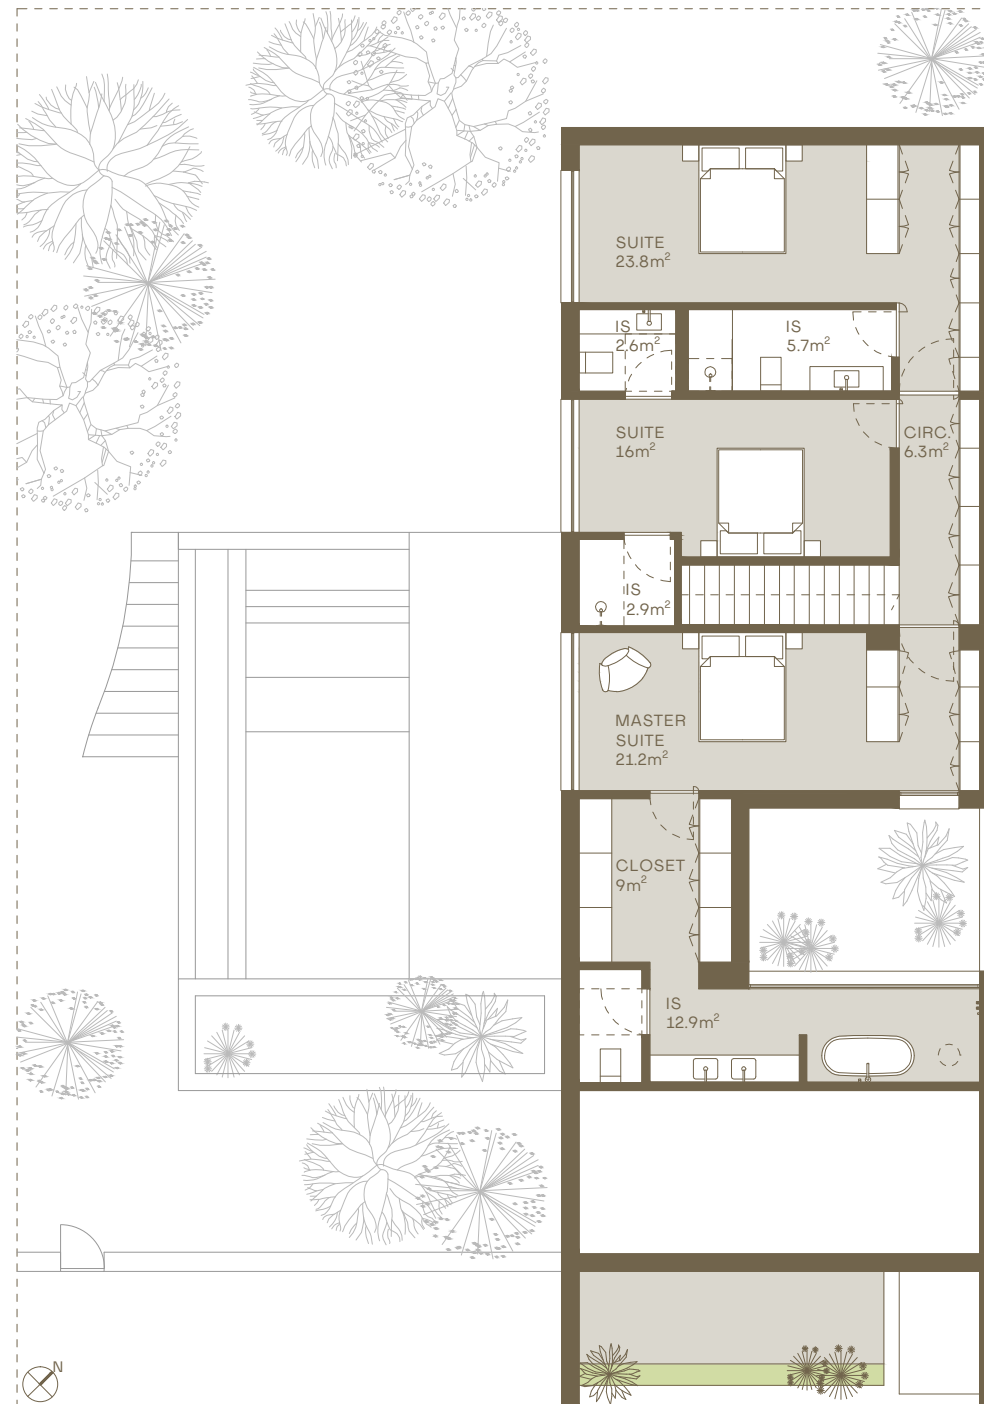 SUITE
23.8m²
IS
2.6m²
IS
5.7m²
SUITE
16m²
CIRC.
6.3m²
IS
2.9m²
MASTER
SUITE
21.2m²
CLOSET
9m²
IS
12.9m²
N